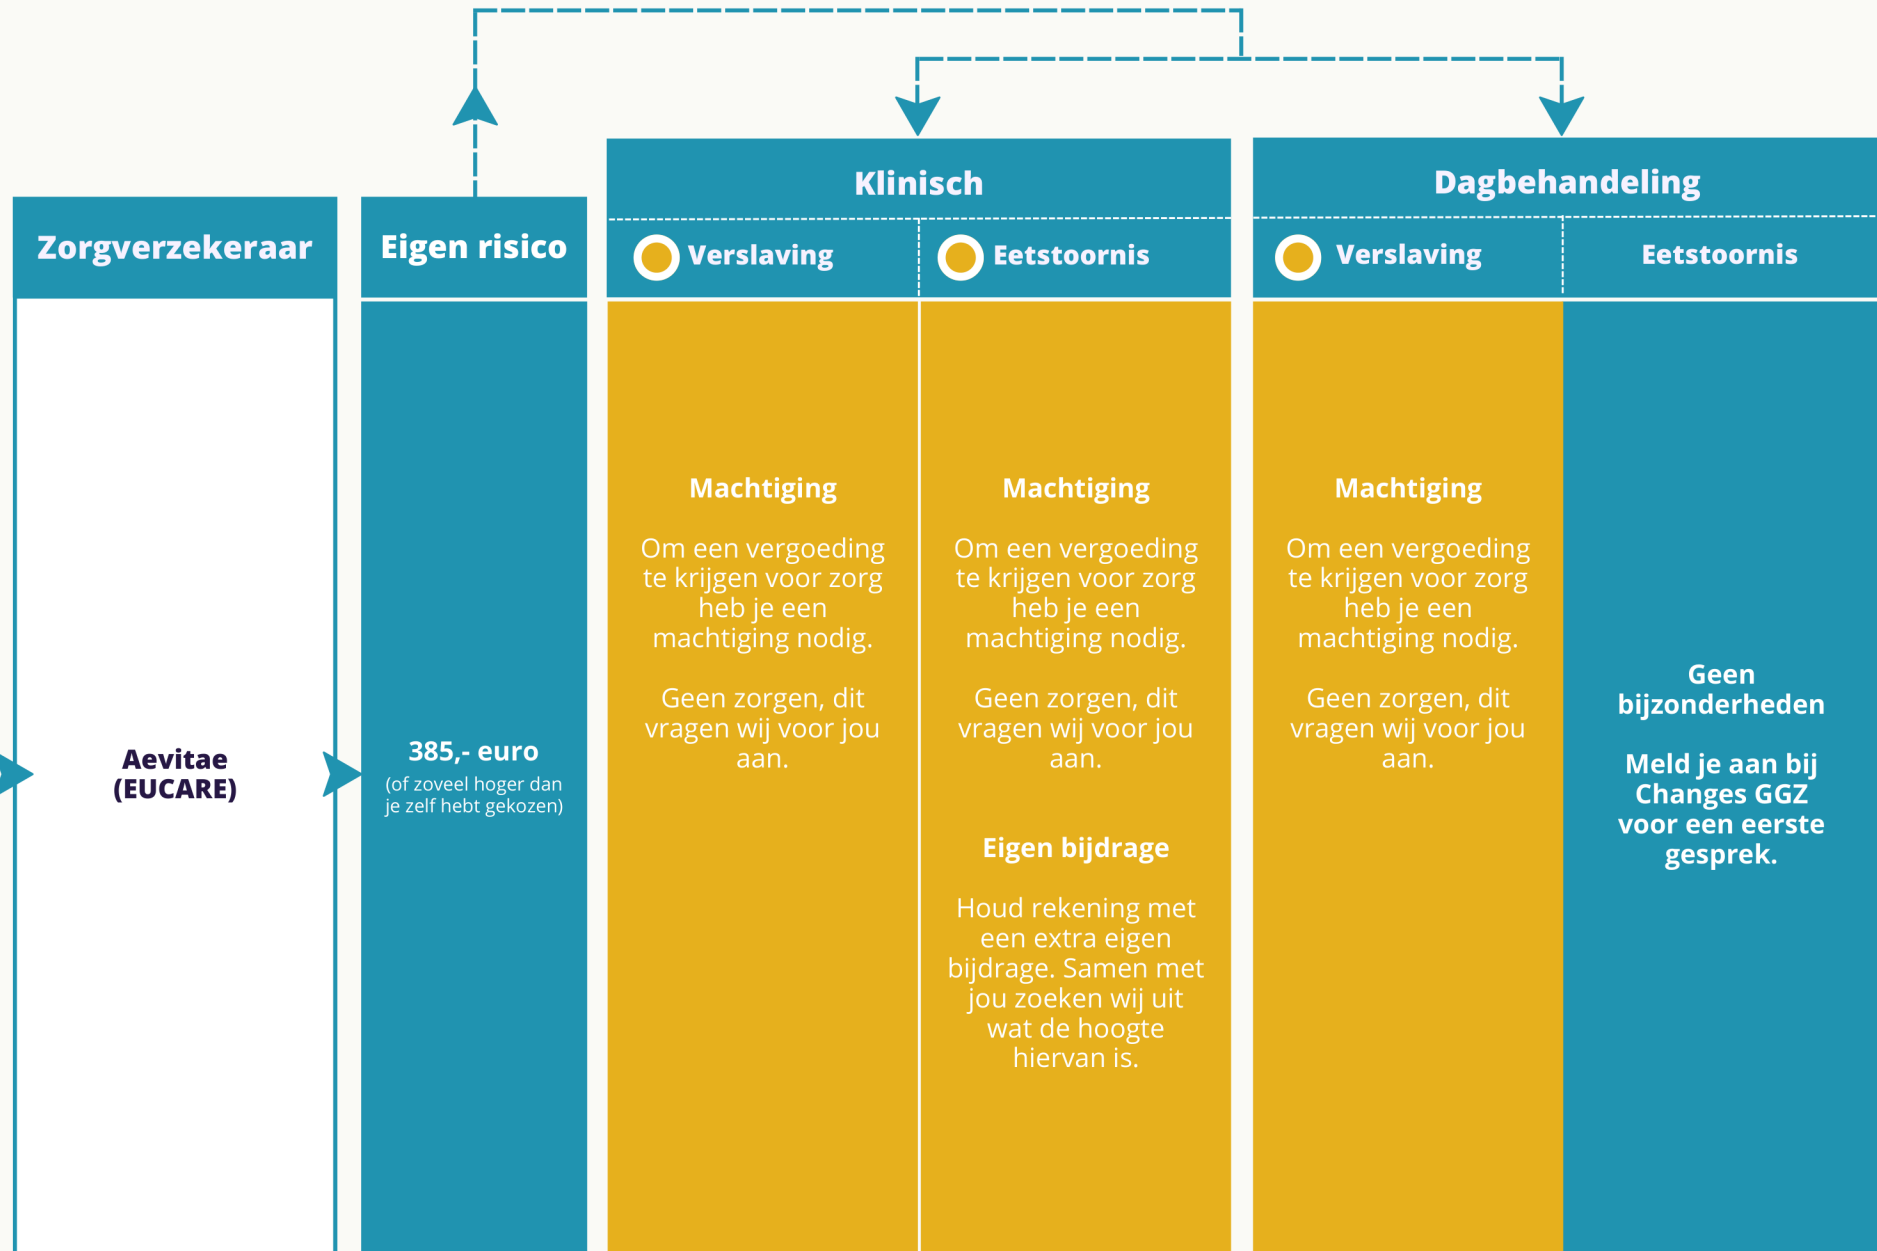 Klinisch
Dagbehandeling
Zorgverzekeraar
Eigen risico
Verslaving
Eetstoornis
Verslaving
Eetstoornis
Aevitae
(EUCARE)
385,- euro
(of zoveel hoger dan
je zelf hebt gekozen)
Machtiging
Om een vergoeding
te krijgen voor zorg
heb je een
machtiging nodig.
Geen zorgen, dit
vragen wij voor jou
aan.
Machtiging
Om een vergoeding
te krijgen voor zorg
heb je een
machtiging nodig.
Geen zorgen, dit
vragen wij voor jou
aan.
Eigen bijdrage
Houd rekening met
een extra eigen
bijdrage. Samen met
jou zoeken wij uit
wat de hoogte
hiervan is.
Machtiging
Om een vergoeding
te krijgen voor zorg
heb je een
machtiging nodig.
Geen zorgen, dit
vragen wij voor jou
aan.
Geen
bijzonderheden
Meld je aan bij
Changes GGZ
voor een eerste
gesprek.